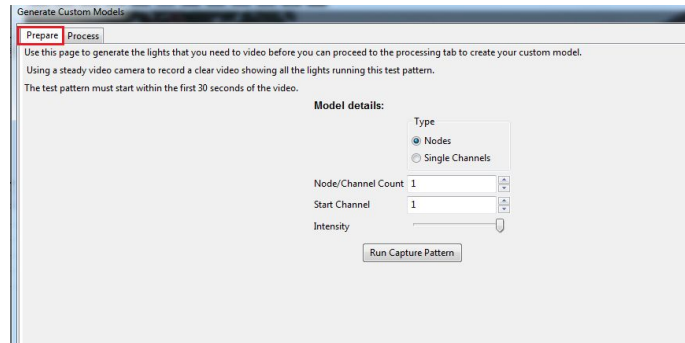 Generate Custom Models
Prepare Process
Use this page to generate the lights that you need to video before you can proceed to the processing tab to create your custom model.
Using a steady video camera to record a clear video showing all the lights running this test pattern.
The test pattern must start within the first 30 seconds of the video.
Model details:
Type
Nodes
Single Channels
Node/Channel Count 1
Start Channel 1
Intensity
Run Capture Pattern